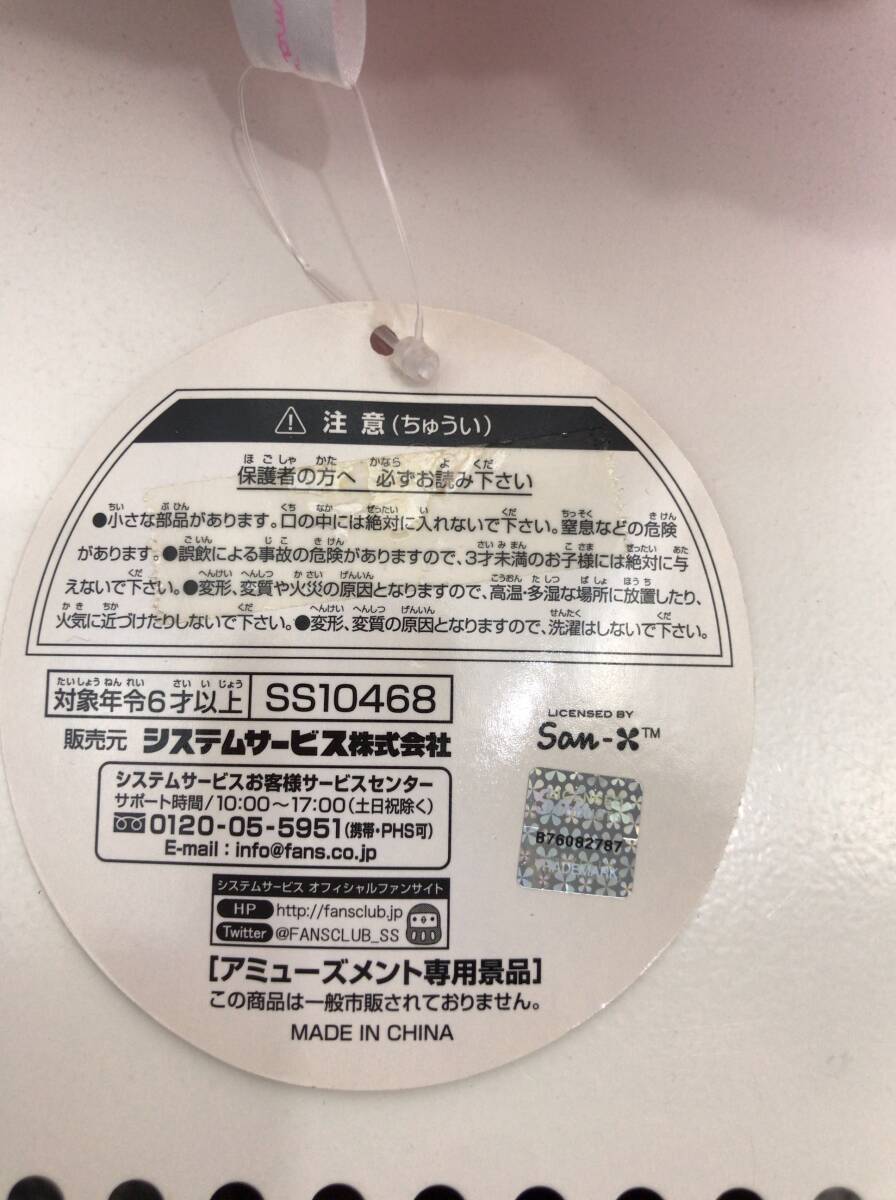 ⚠ 注意(ちゅうい)
保護者の方へ 必ずお読み下さい
●小さな部品があります。口の中には絶対に入れないで下さい。窒息などの危険
があります。●誤飲による事故の危険がありますので、3才未満のお子様には絶対に与
えないで下さい。●変形、変質や火災の原因となりますので、高温・多湿な場所に放置したり、
火気に近づけたりしないで下さい。●変形、変質の原因となりますので、洗濯はしないで下さい。
対象年令6才以上 SS10468
販売元 システムサービス株式会社
システムサービスお客様サービスセンター
サポート時間/10:00～17:00(土日祝除く)
0120-05-5951(携帯・PHS可)
E-mail:info@fans.co.jp
システムサービス オフィシャルファンサイト
HP http://fansclub.jp
Twitter @FANSCLUB_SS
[アミューズメント専用景品]
この商品は一般市販されておりません。
MADE IN CHINA
LICENSED BY
San-X™
B76082787
TRADEMARK